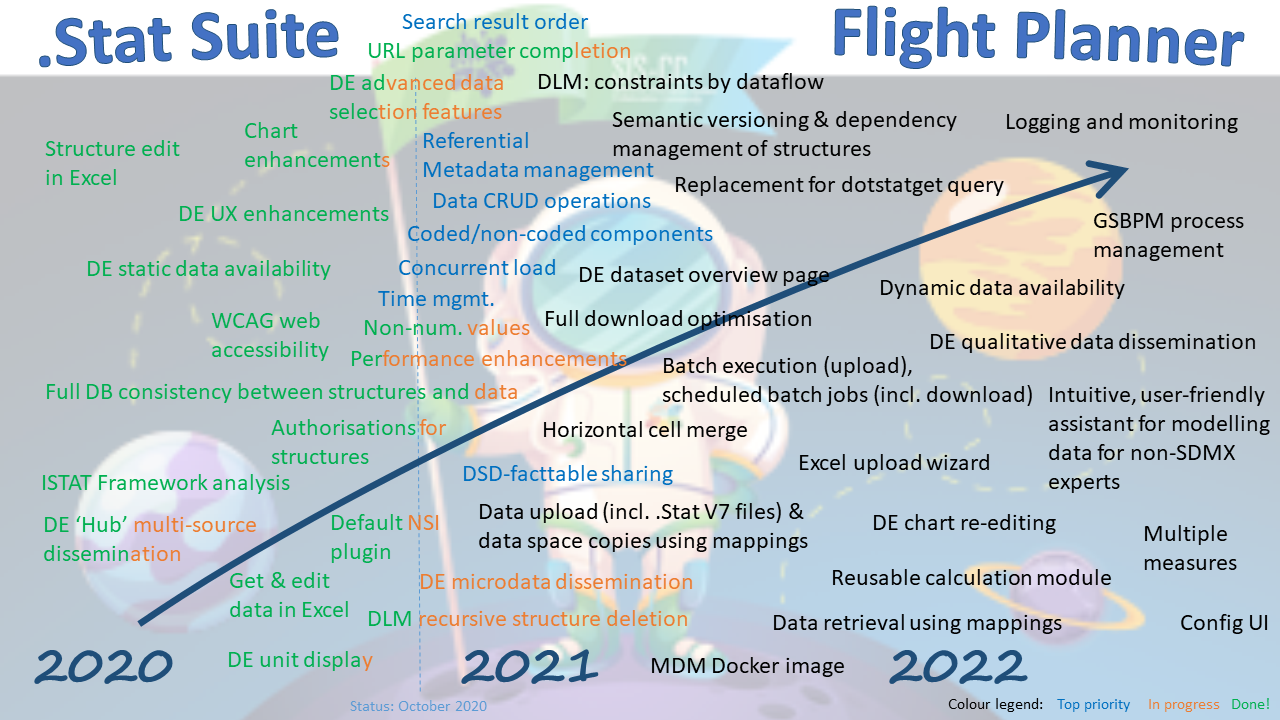 .Stat Suite
Flight Planner
Search result order
URL parameter completion
DE advanced data
selection features
DLM: constraints by dataflow
Chart
enhancements
Structure edit
in Excel
Referential
Metadata management
Semantic versioning & dependency
management of structures
Logging and monitoring
Replacement for dotstatget query
DE UX enhancements
Data CRUD operations
Coded/non-coded components
GSBPM process
management
DE static data availability
Concurrent load
DE dataset overview page
Dynamic data availability
Time mgmt.
WCAG web
accessibility
Non-num. values
Full download optimisation
DE qualitative data dissemination
Performance enhancements
Batch execution (upload),
scheduled batch jobs (incl. download)
Full DB consistency between structures and data
Intuitive, user-friendly
assistant for modelling
data for non-SDMX
experts
Authorisations for
structures
Horizontal cell merge
Excel upload wizard
ISTAT Framework analysis
DSD-facttable sharing
DE ‘Hub’ multi-source
dissemination
Default NSI
plugin
Data upload (incl. .Stat V7 files) &
data space copies using mappings
DE chart re-editing
Multiple
measures
Get & edit
data in Excel
DE microdata dissemination
Reusable calculation module
DLM recursive structure deletion
Data retrieval using mappings
Config UI
2020
DE unit display
2021
MDM Docker image
2022
Status: October 2020
Colour legend: Top priority In progress Done!
SIS-CC